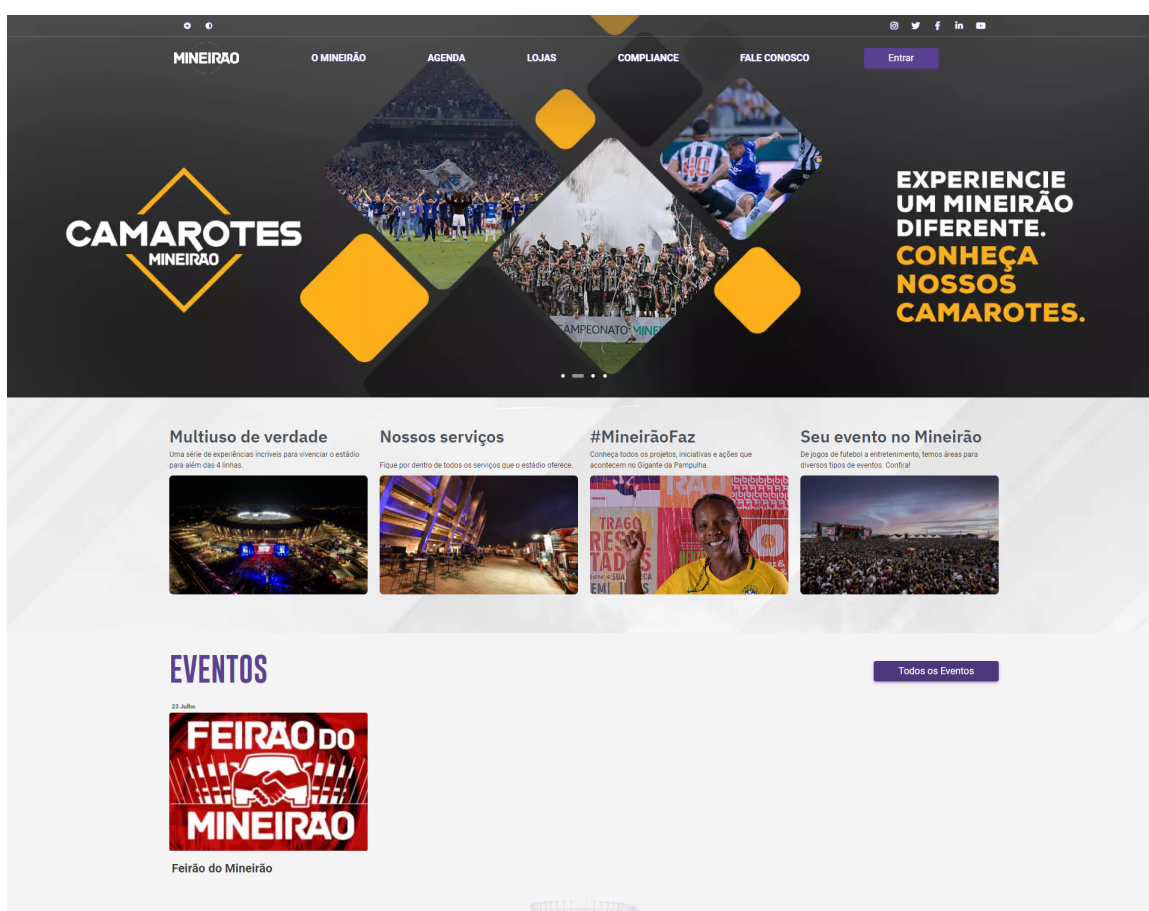 MINEIRÃO
O MINEIRÃO
AGENDA
LOJAS
COMPLIANCE
FALE CONOSCO
Entrar
CAMAROTES
MINEIRÃO
40
CAMPEONATO MINEI
EXPERIENCIE
UM MINEIRÃO
DIFERENTE.
CONHEÇA
NOSSOS
CAMAROTES.
Multiuso de verdade
Uma série de experiências incríveis para vivenciar o estádio
para além das 4 linhas.
Nossos serviços
Fique por dentro de todos os serviços que o estádio oferece.
#MineirãoFaz
Conheça todos os projetos, iniciativas e ações que
acontecem no Gigante da Pampulha.
TRAGO
Seu evento no Mineirão
De jogos de futebol a entretenimento, temos áreas para
diversos tipos de eventos. Confira!
EVENTOS
Todos os Eventos
23 Julho
FEIRÃO DO
MINEIRÃO
Feirão do Mineirão